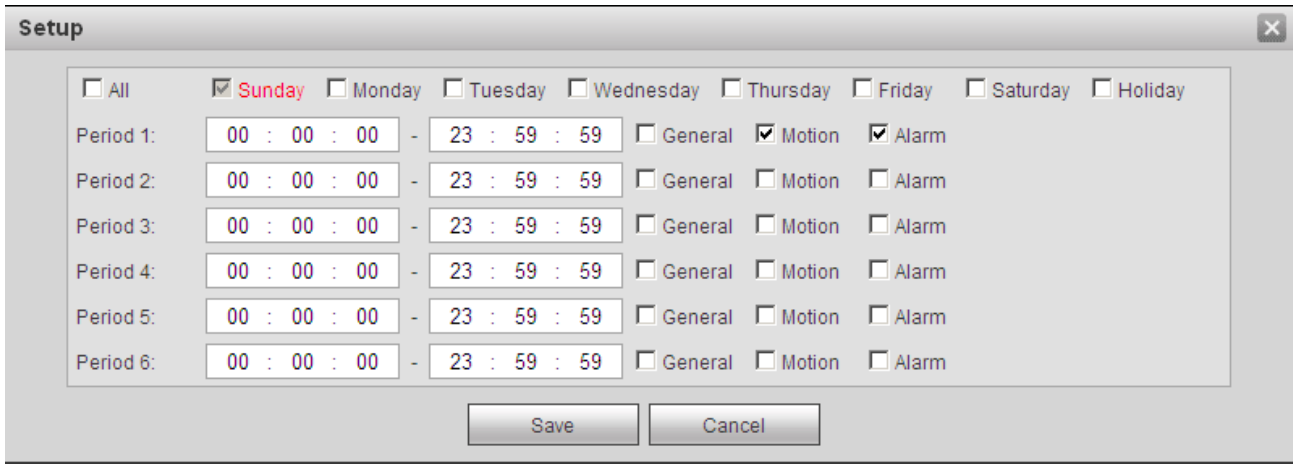 Setup
All Sunday Monday Tuesday Wednesday Thursday Friday Saturday Holiday
Period 1: 00 : 00 : 00 - 23 : 59 : 59 General Motion Alarm
Period 2: 00 : 00 : 00 - 23 : 59 : 59 General Motion Alarm
Period 3: 00 : 00 : 00 - 23 : 59 : 59 General Motion Alarm
Period 4: 00 : 00 : 00 - 23 : 59 : 59 General Motion Alarm
Period 5: 00 : 00 : 00 - 23 : 59 : 59 General Motion Alarm
Period 6: 00 : 00 : 00 - 23 : 59 : 59 General Motion Alarm
Save Cancel